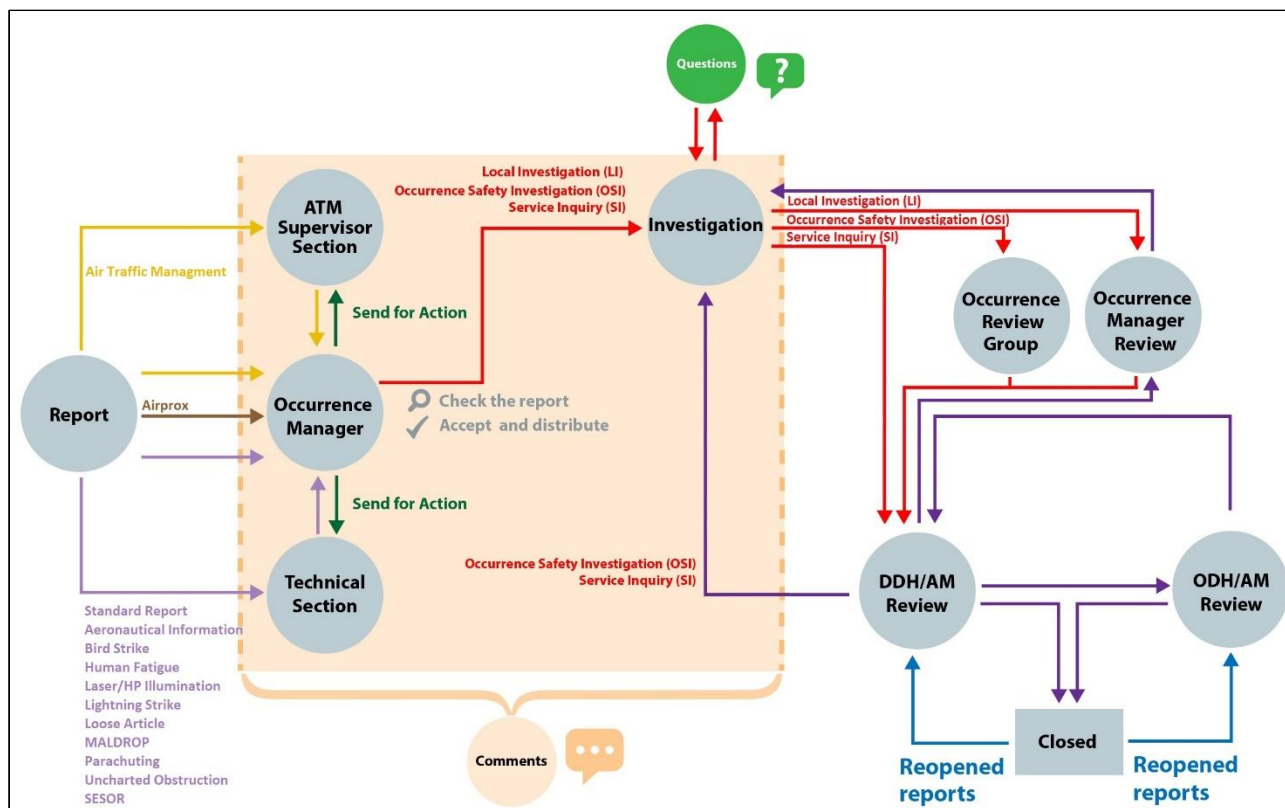 Questions
?
Local Investigation (LI)
Occurrence Safety Investigation (OSI)
Service Inquiry (SI)
ATM
Supervisor
Section
Investigation
Local Investigation (LI)
Occurrence Safety Investigation (OSI)
Service Inquiry (SI)
Air Traffic Managment
Send for Action
Occurrence
Review
Group
Occurrence
Manager
Review
Report
Airprox
Occurrence
Manager
Check the report
Accept and distribute
Send for Action
Technical
Section
Occurrence Safety Investigation (OSI)
Service Inquiry (SI)
DDH/AM
Review
ODH/AM
Review
Standard Report
Aeronautical Information
Bird Strike
Human Fatigue
Laser/HP Illumination
Lightning Strike
Loose Article
MALDROP
Parachuting
Uncharted Obstruction
SESOR
Comments
Closed
Reopened
reports
Reopened
reports